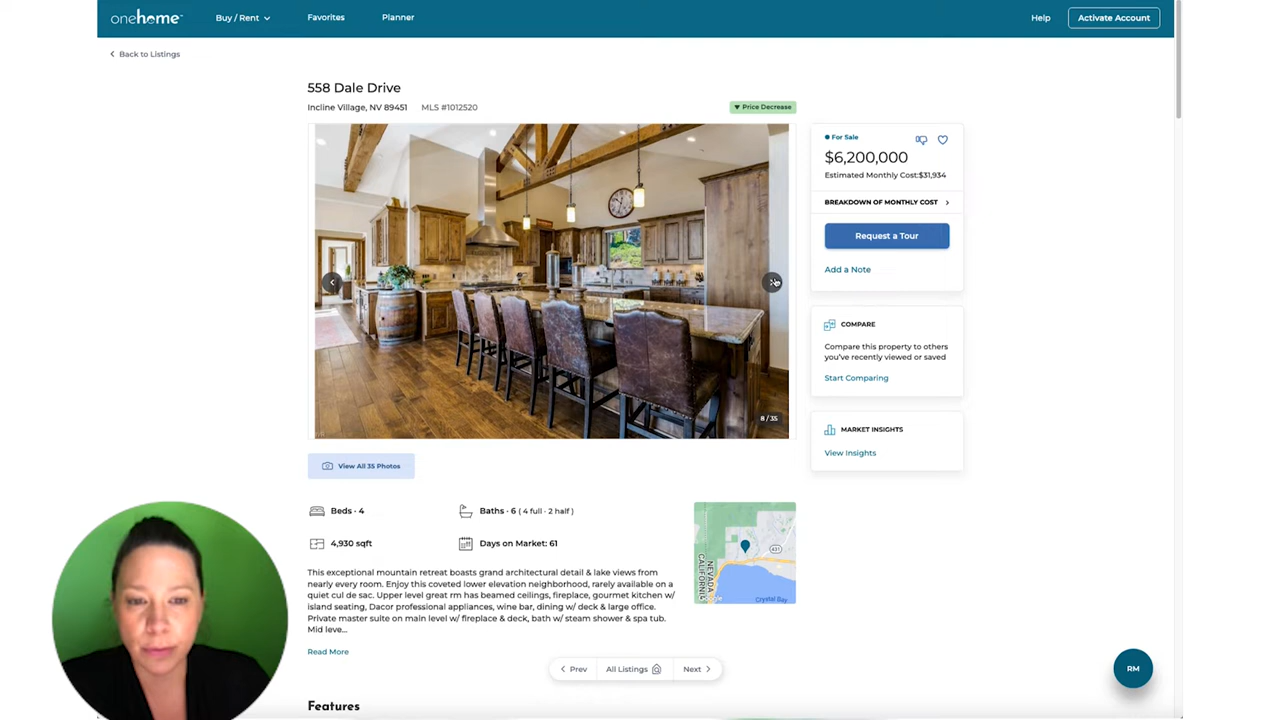 onehome
Buy / Rent
Favorites
Planner
Help
Activate Account
Back to Listings
558 Dale Drive
Incline Village, NV 89451
MLS #1012520
Price Decrease
8 / 35
For Sale
$6,200,000
Estimated Monthly Cost:$31,934
BREAKDOWN OF MONTHLY COST
Request a Tour
Add a Note
COMPARE
Compare this property to others
you've recently viewed or saved
Start Comparing
MARKET INSIGHTS
View Insights
View All 35 Photos
Beds · 4
Baths · 6 ( 4 full · 2 half )
4,930 sqft
Days on Market: 61
NEVADA
CALIFORNIA
431
Crystal Bay
Google
This exceptional mountain retreat boasts grand architectural detail & lake views from
nearly every room. Enjoy this coveted lower elevation neighborhood, rarely available on a
quiet cul de sac. Upper level great rm has beamed ceilings, fireplace, gourmet kitchen w/
island seating, Dacor professional appliances, wine bar, dining w/ deck & large office.
Private master suite on main level w/ fireplace & deck, bath w/ steam shower & spa tub.
Mid leve...
Read More
Prev
All Listings
Next
RM
Features